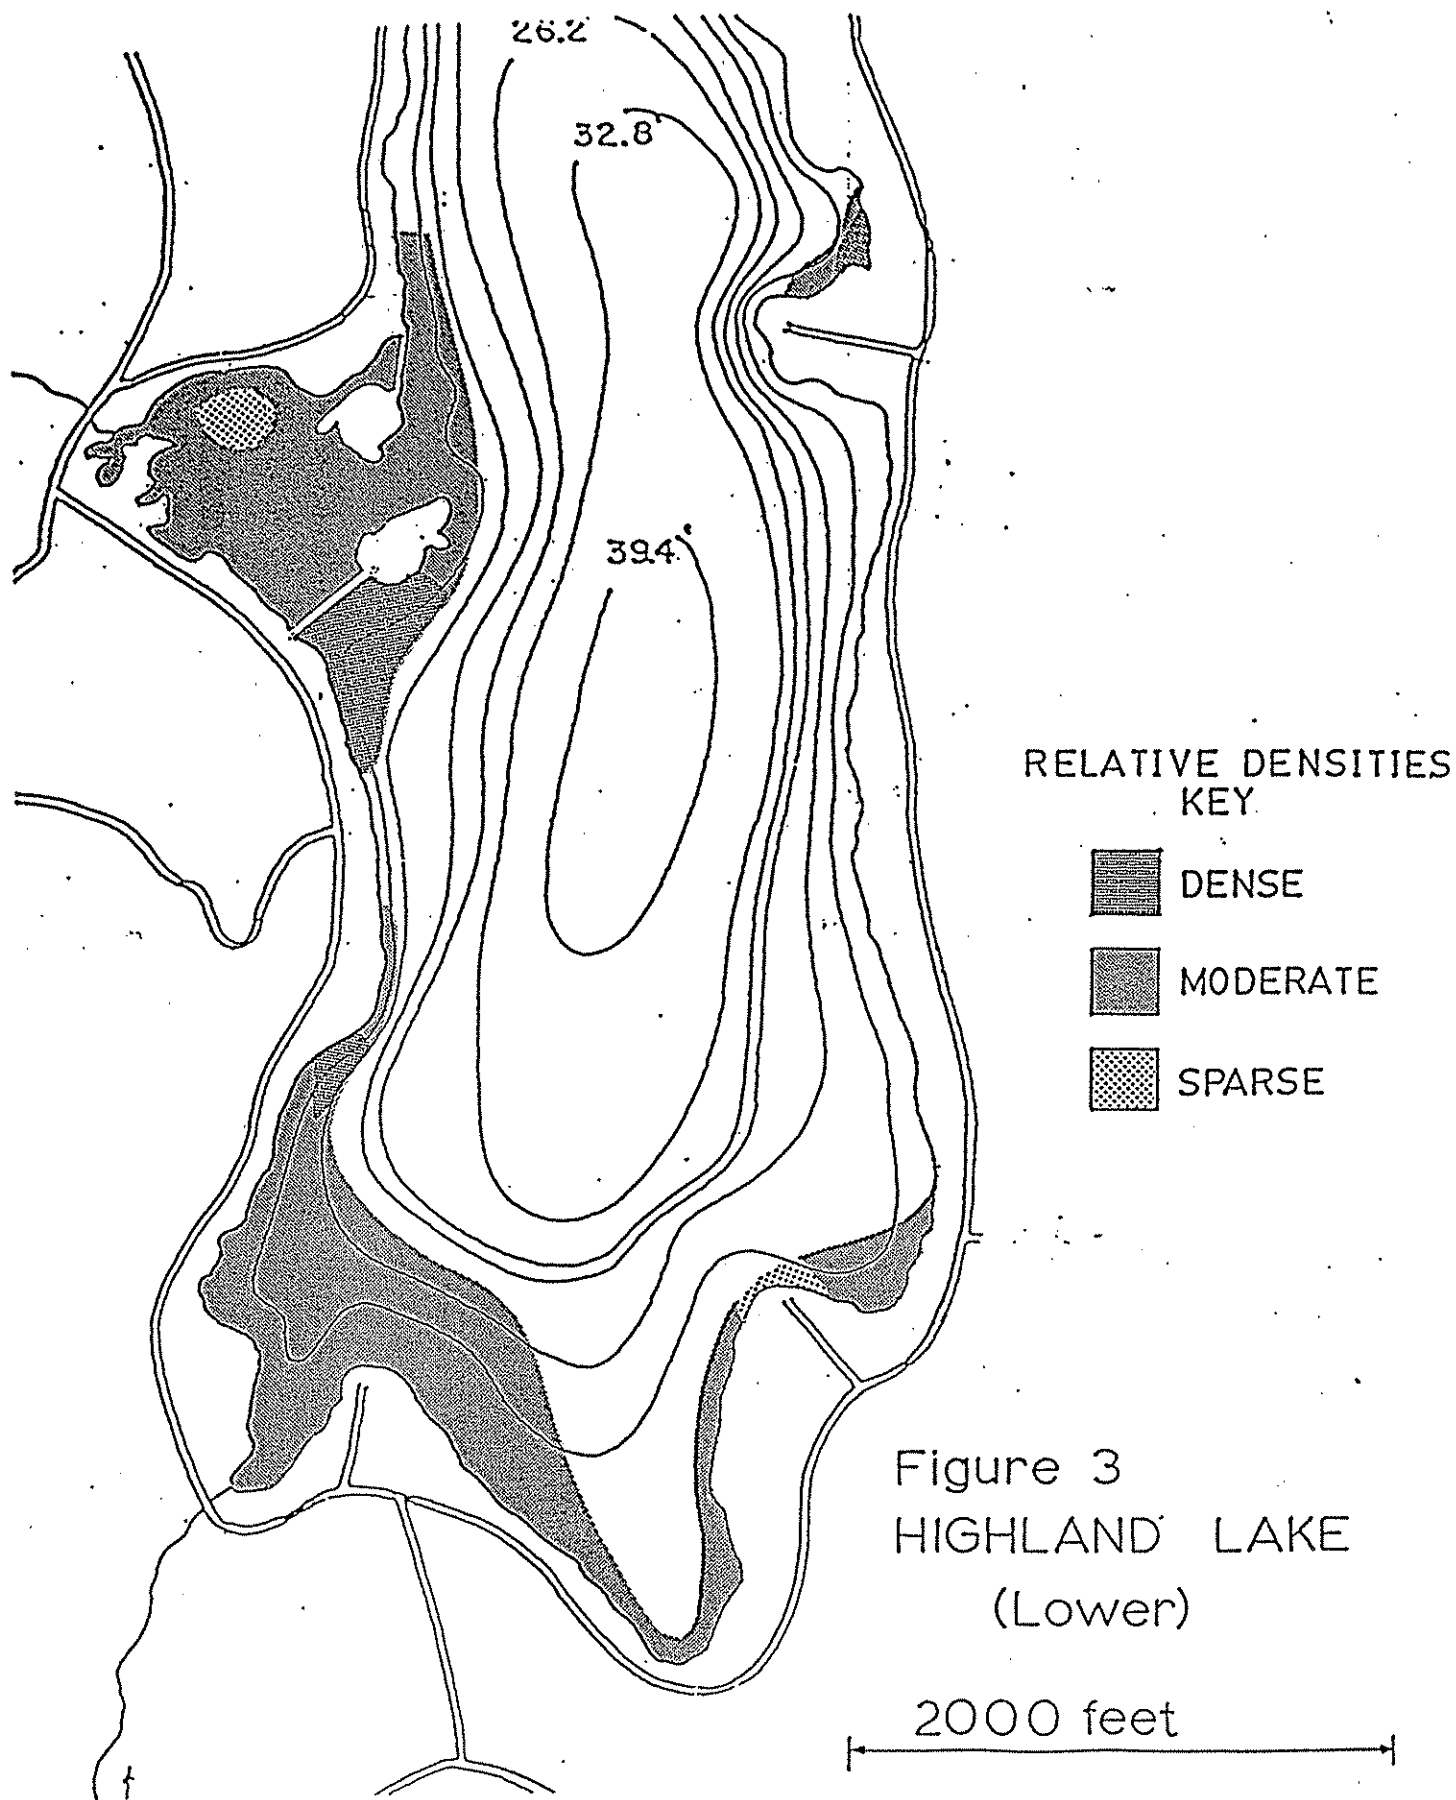 26.2
32.8
39.4
RELATIVE DENSITIES
KEY
DENSE
MODERATE
SPARSE
Figure 3
HIGHLAND LAKE
(Lower)
2000 feet